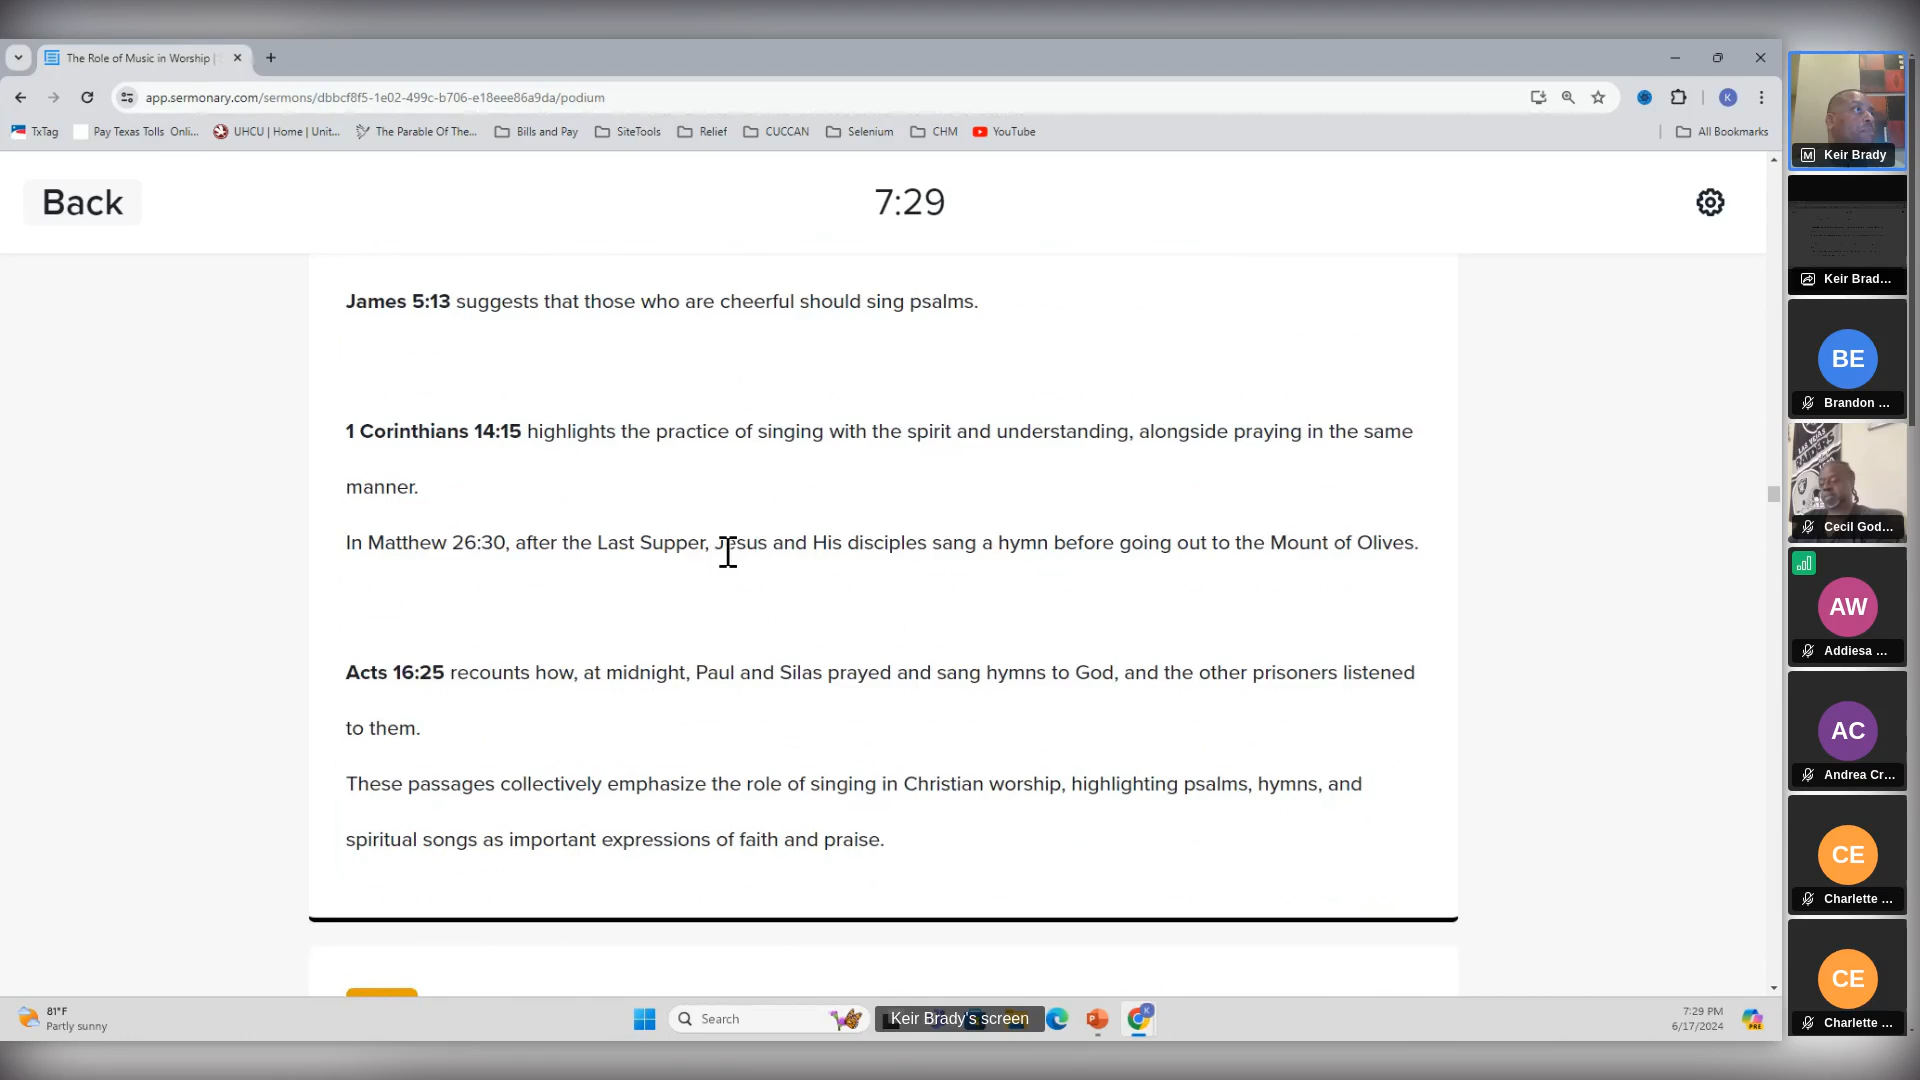 The Role of Music in Worship |
app.sermonary.com/sermons/dbbcf8f5-1e02-499c-b706-e18eee86a9da/podium
TxTag
Pay Texas Tolls Onli...
UHCU | Home | Unit...
The Parable Of The...
Bills and Pay
SiteTools
Relief
CUCCAN
Selenium
CHM
YouTube
All Bookmarks
K
Back
7:29
James 5:13 suggests that those who are cheerful should sing psalms.
1 Corinthians 14:15 highlights the practice of singing with the spirit and understanding, alongside praying in the same
manner.
In Matthew 26:30, after the Last Supper, Jesus and His disciples sang a hymn before going out to the Mount of Olives.
Acts 16:25 recounts how, at midnight, Paul and Silas prayed and sang hymns to God, and the other prisoners listened
to them.
These passages collectively emphasize the role of singing in Christian worship, highlighting psalms, hymns, and
spiritual songs as important expressions of faith and praise.
81°F
Partly sunny
Search
Keir Brady's screen
7:29 PM
6/17/2024
PRE
Keir Brady
Keir Brad...
BE
Brandon ...
Cecil God...
AW
Addiesa ...
AC
Andrea Cr...
CE
Charlette ...
CE
Charlette ...